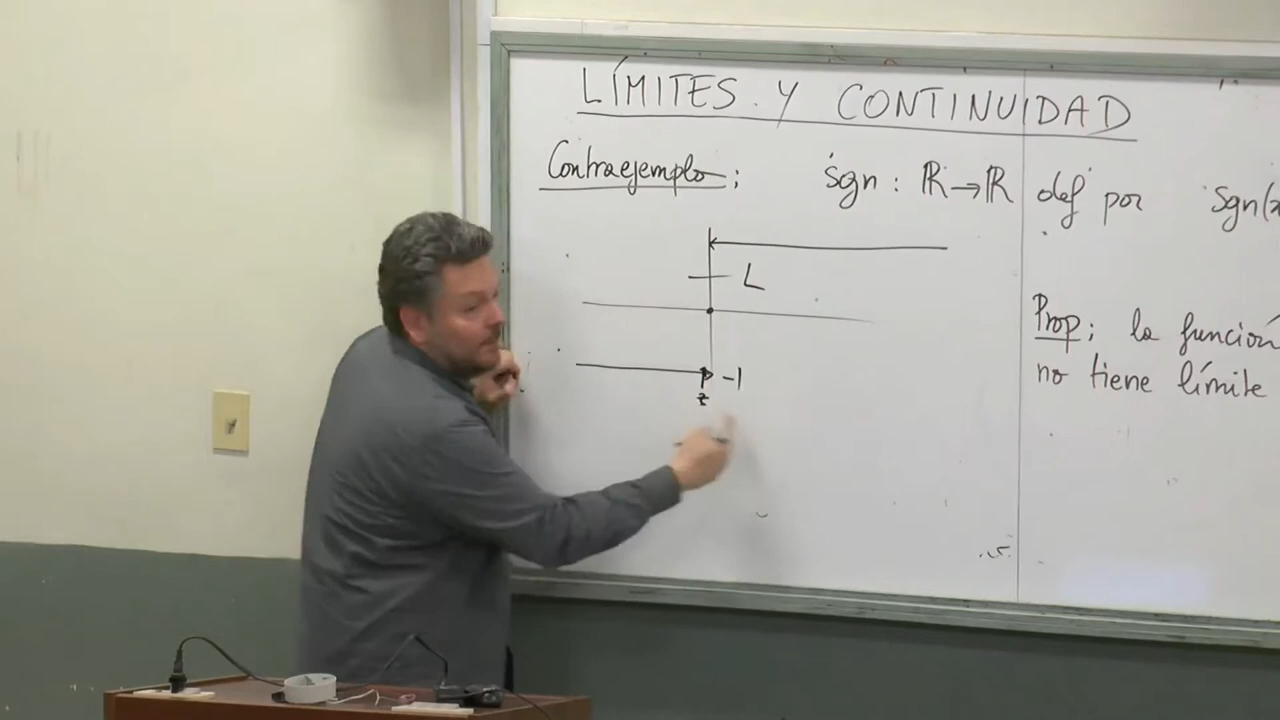 LÍMITES Y CONTINUIDAD
Contraejemplo; sgn : ℝ→ℝ def por sgn(x
L
-1
Prop; la función
no tiene límite